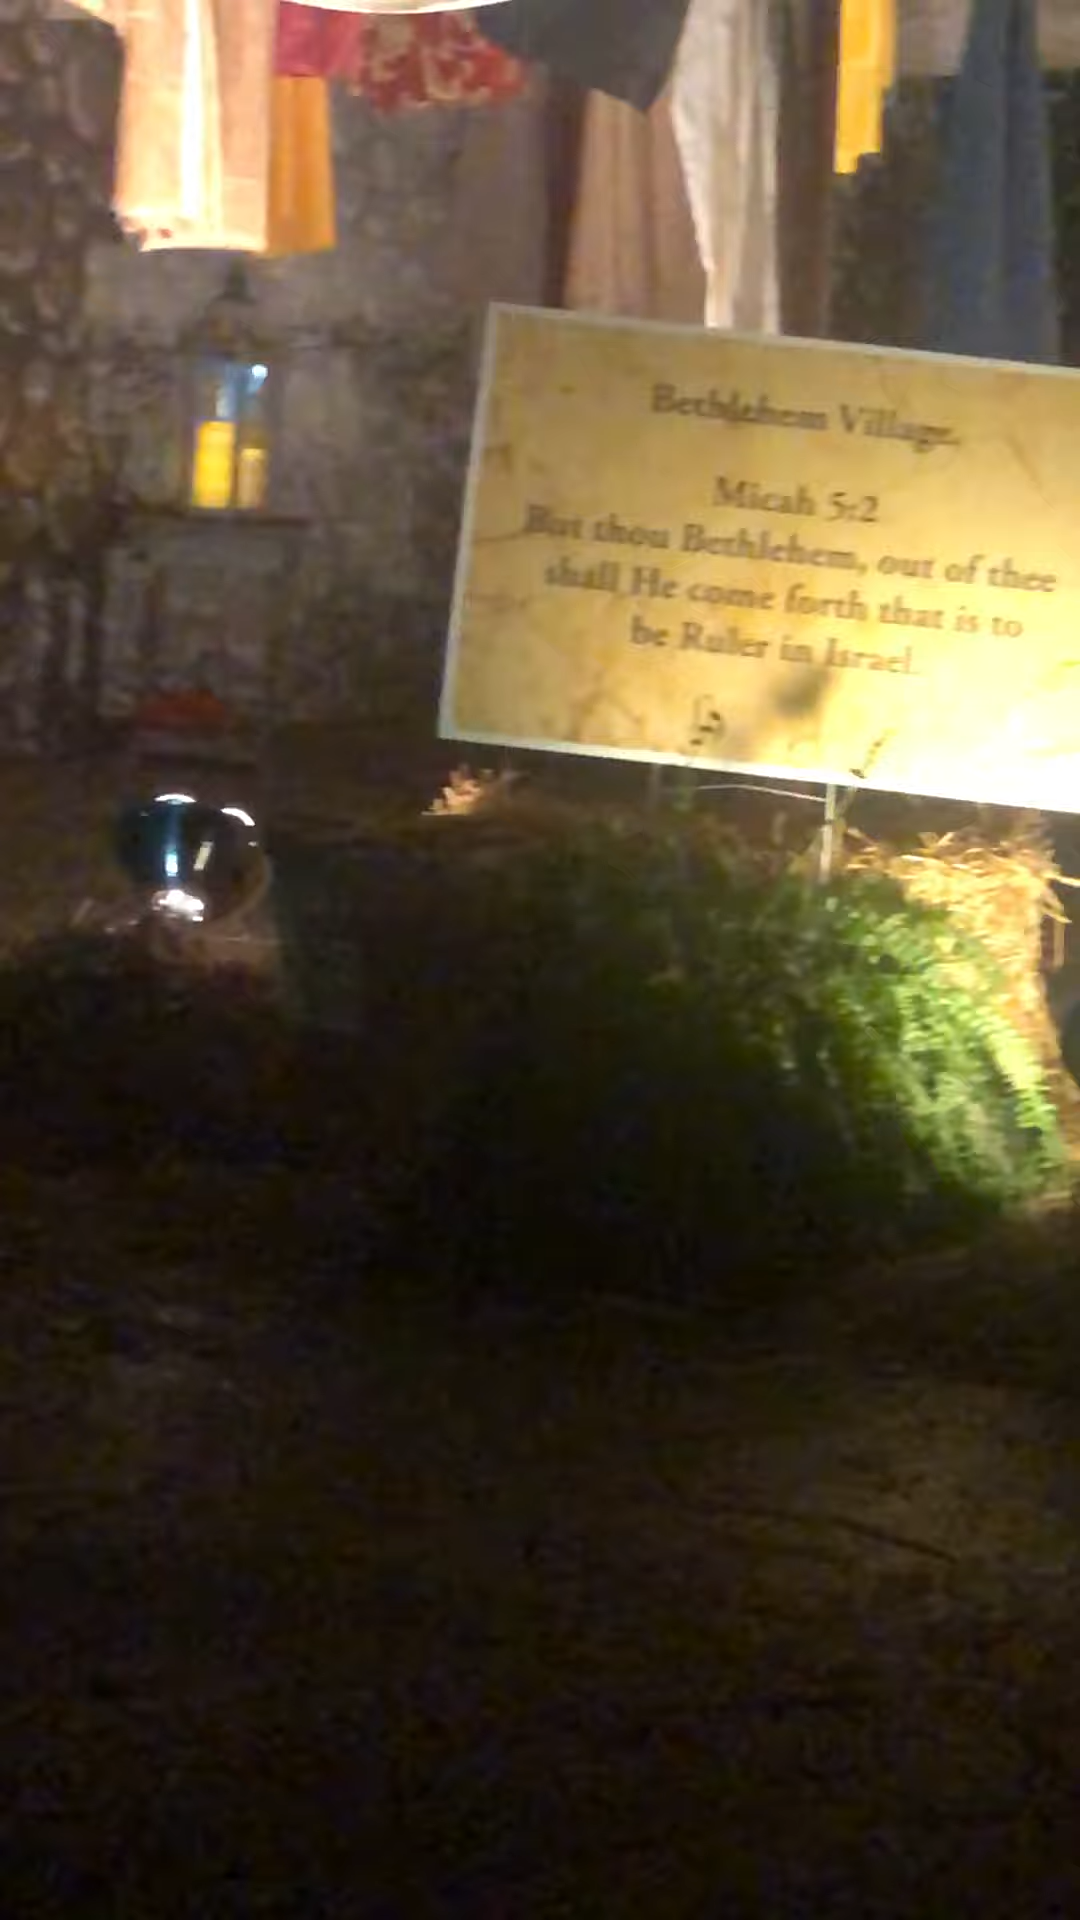 Bethlehem Village
Micah 5:2
But thou Bethlehem, out of thee
shall He come forth that is to
be Ruler in Israel.